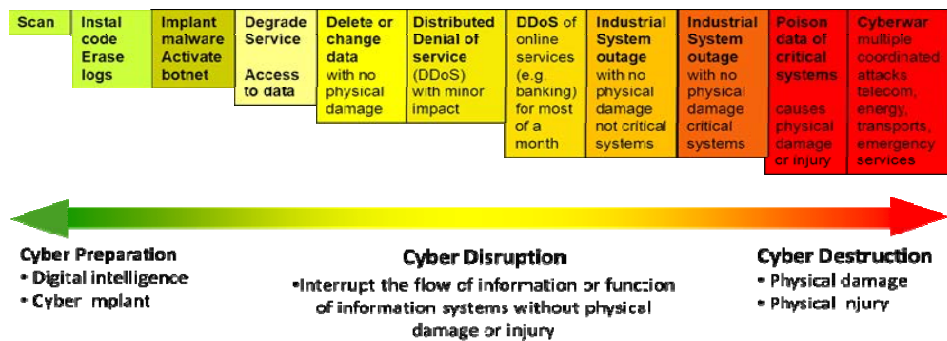 Scan
Instal
code
Erase
logs
Implant
malware
Activate
botnet
Degrade
Service
Access
to data
Delete or
change
data
with no
physical
damage
Distributed
Denial of
service
(DDoS)
with minor
impact
DDoS of
online
services
(e.g.
banking)
for most
of a
month
Industrial
System
outage
with no
physical
damage
not critical
systems
Industrial
System
outage
with no
physical
damage
critical
systems
Poison
data of
critical
systems
causes
physical
damage
or injury
Cyberwar
multiple
coordinated
attacks
telecom,
energy,
transports,
emergency
services
Cyber Preparation
• Digital intelligence
• Cyber mplant
Cyber Disruption
•Interrupt the flow of information or function
of information systems without physical
damage or injury
Cyber Destruction
• Physical damage
• Physical njury